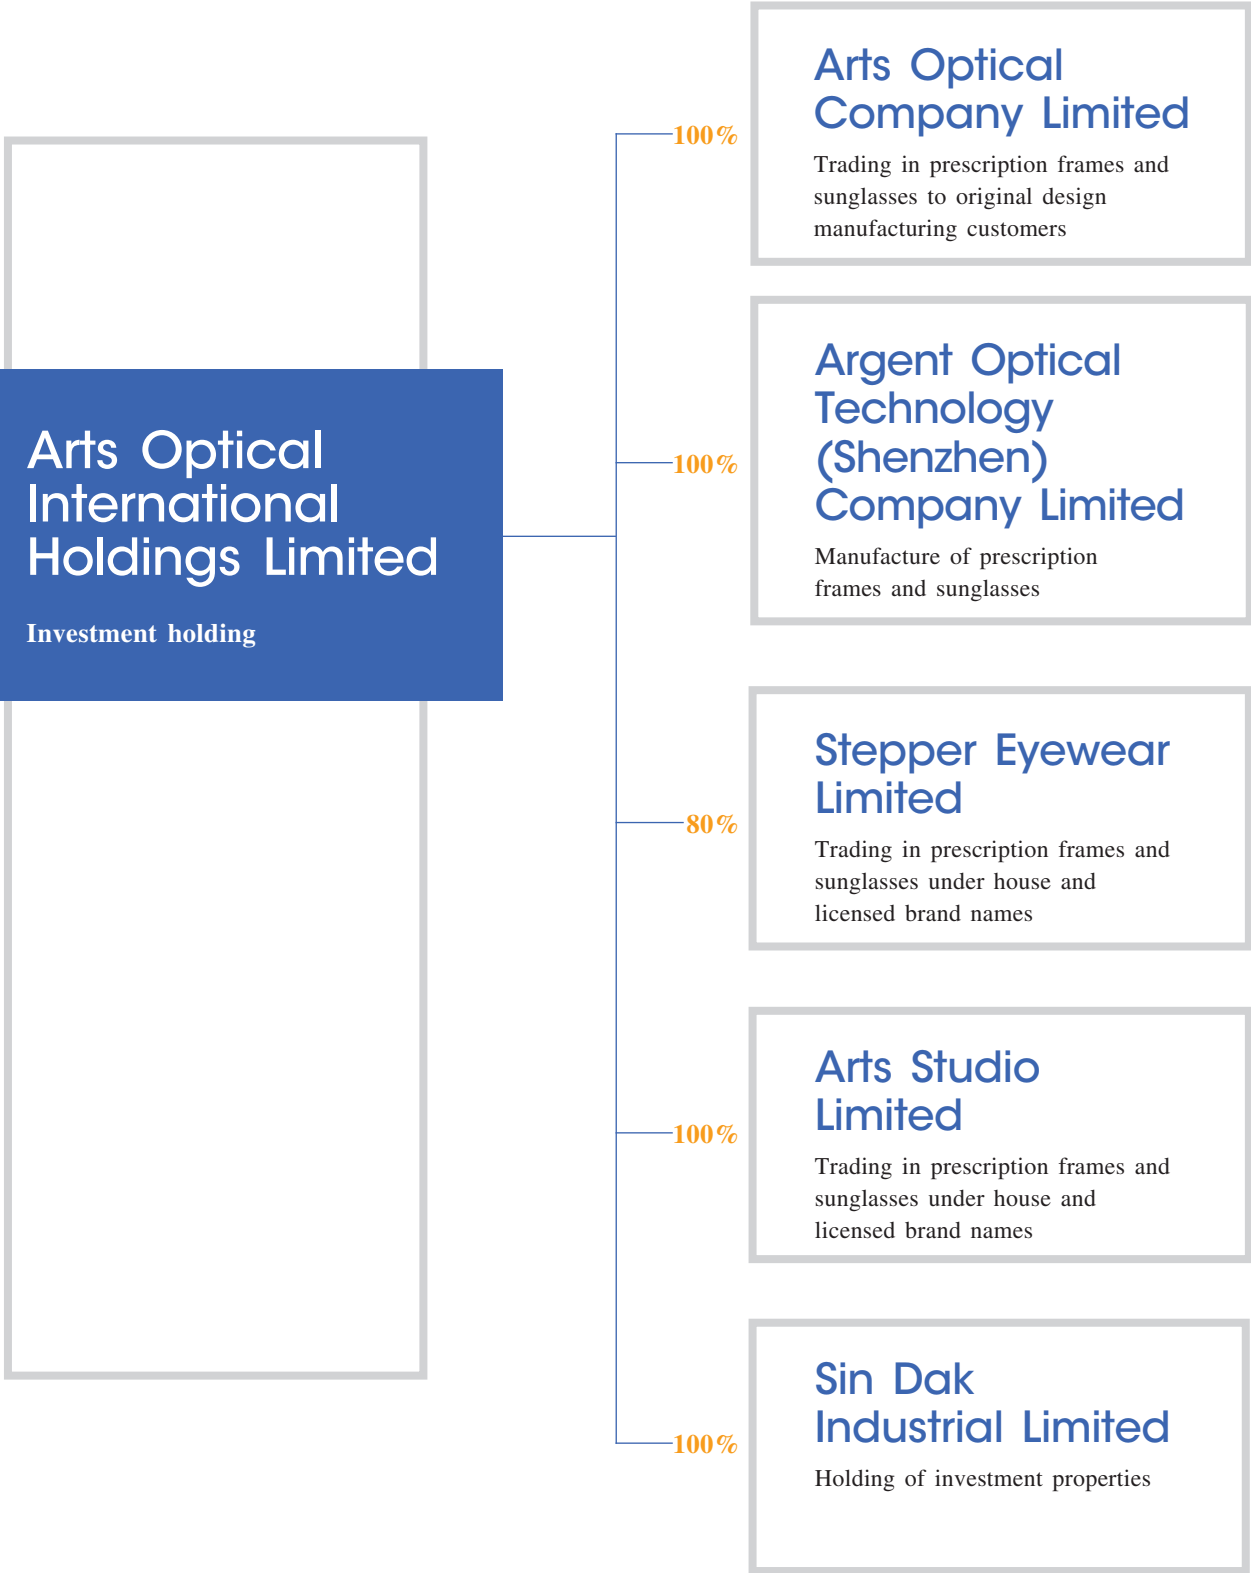 Arts Optical
International
Holdings Limited
Investment holding
100%
Arts Optical
Company Limited
Trading in prescription frames and
sunglasses to original design
manufacturing customers
100%
Argent Optical
Technology
(Shenzhen)
Company Limited
Manufacture of prescription
frames and sunglasses
80%
Stepper Eyewear
Limited
Trading in prescription frames and
sunglasses under house and
licensed brand names
100%
Arts Studio
Limited
Trading in prescription frames and
sunglasses under house and
licensed brand names
100%
Sin Dak
Industrial Limited
Holding of investment properties